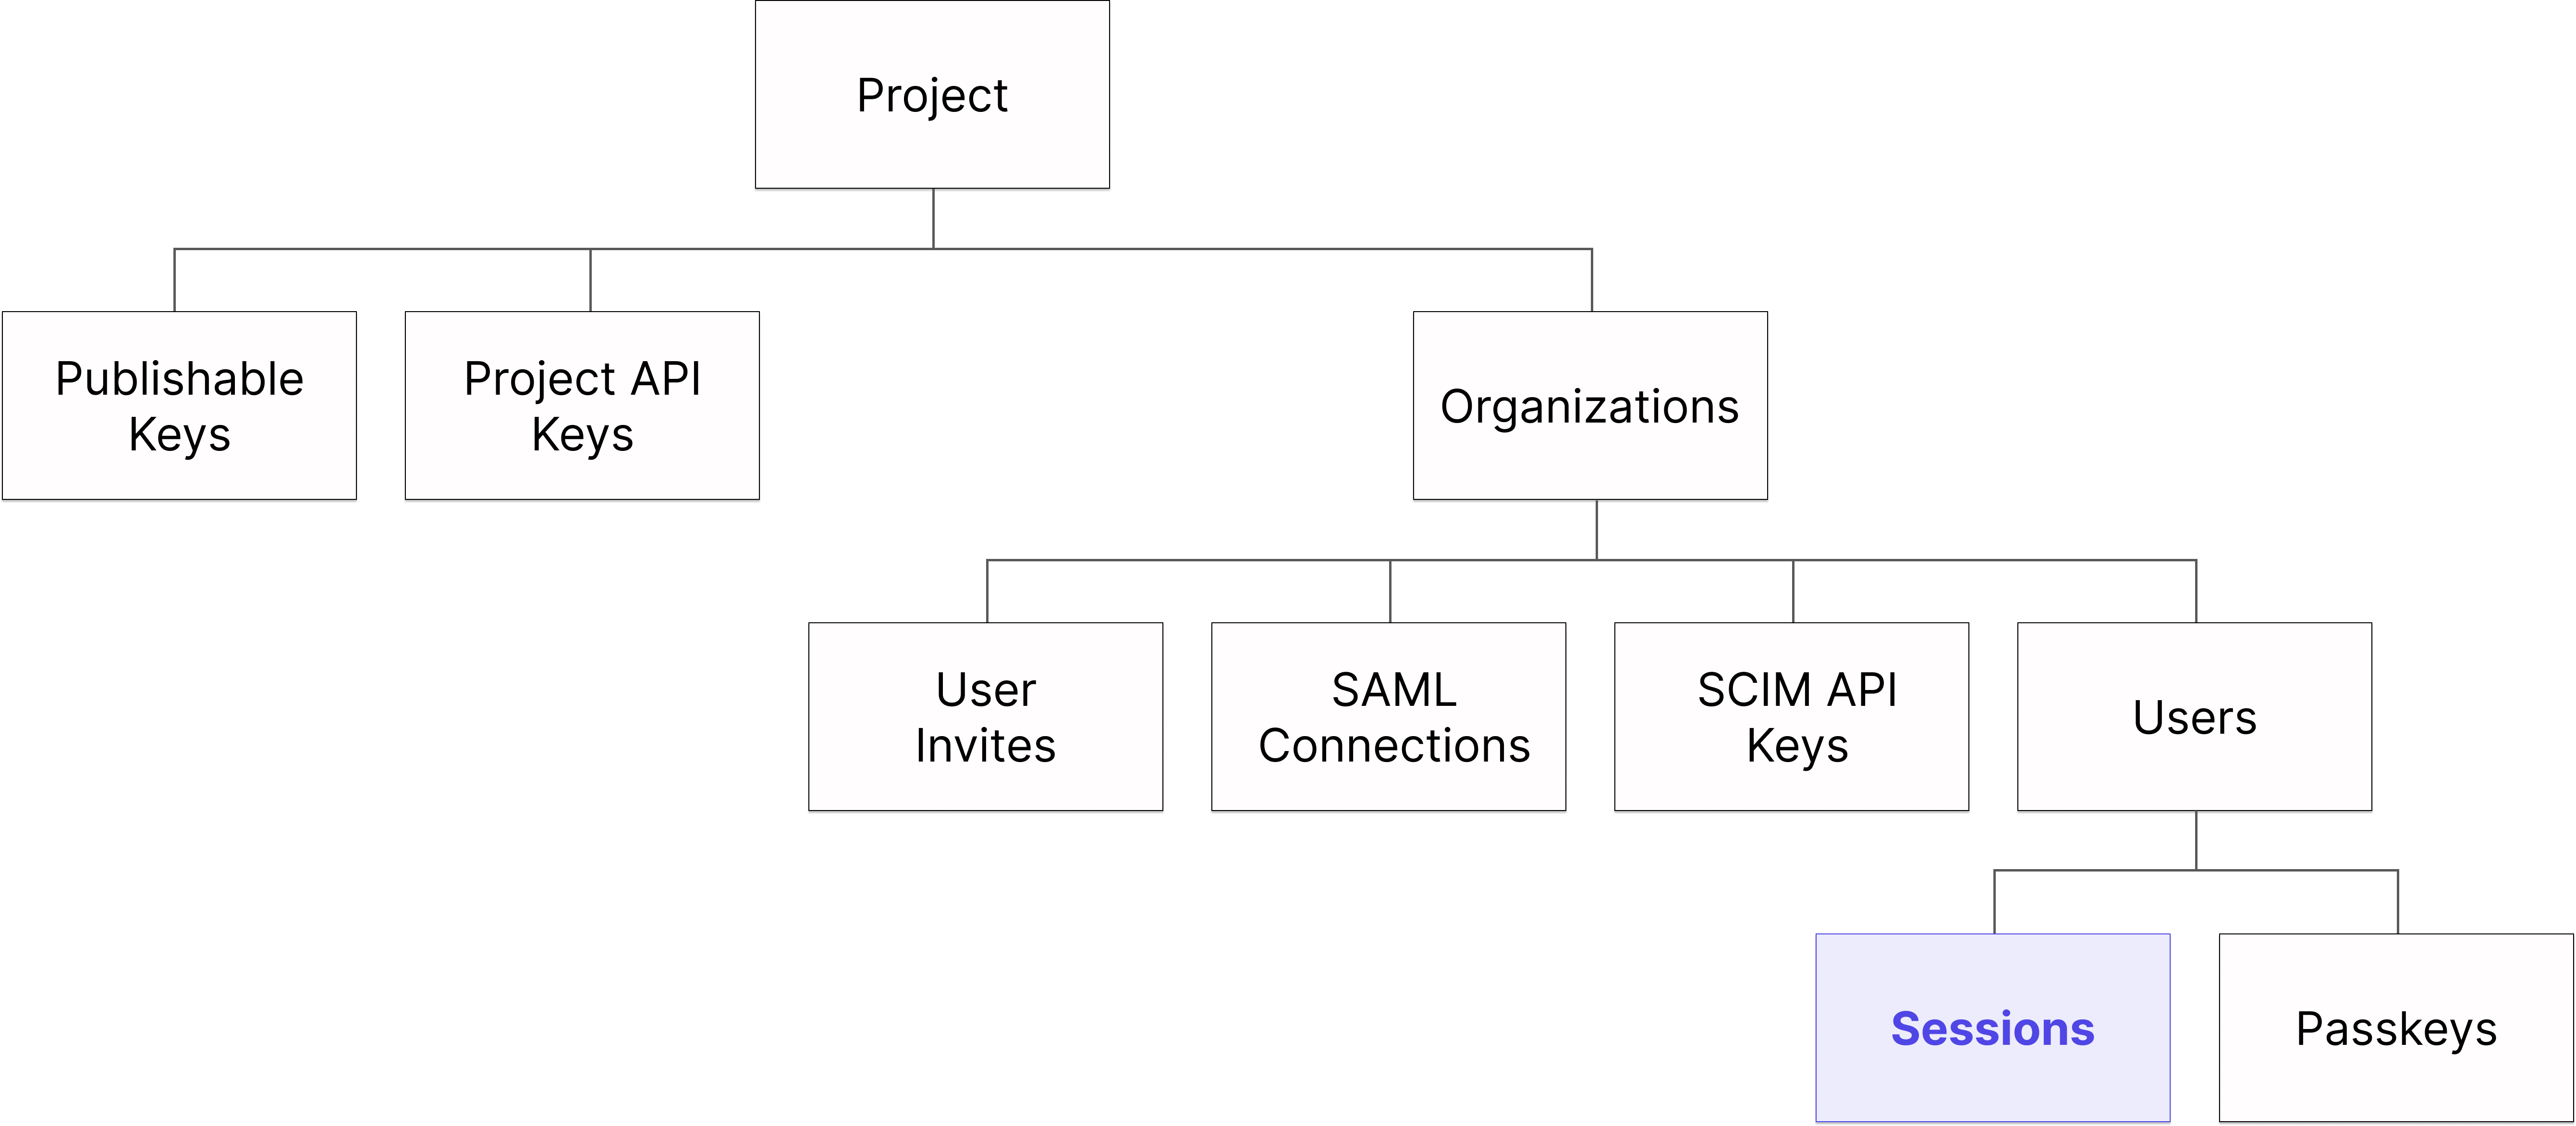 Project
Publishable
Keys
Project API
Keys
Organizations
User
Invites
SAML
Connections
SCIM API
Keys
Users
Sessions
Passkeys